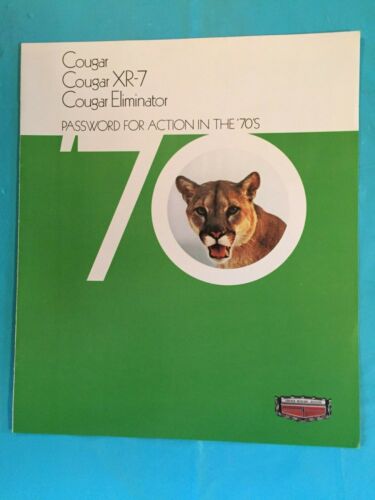 Cougar
Cougar XR-7
Cougar Eliminator
PASSWORD FOR ACTION IN THE '70'S
'70